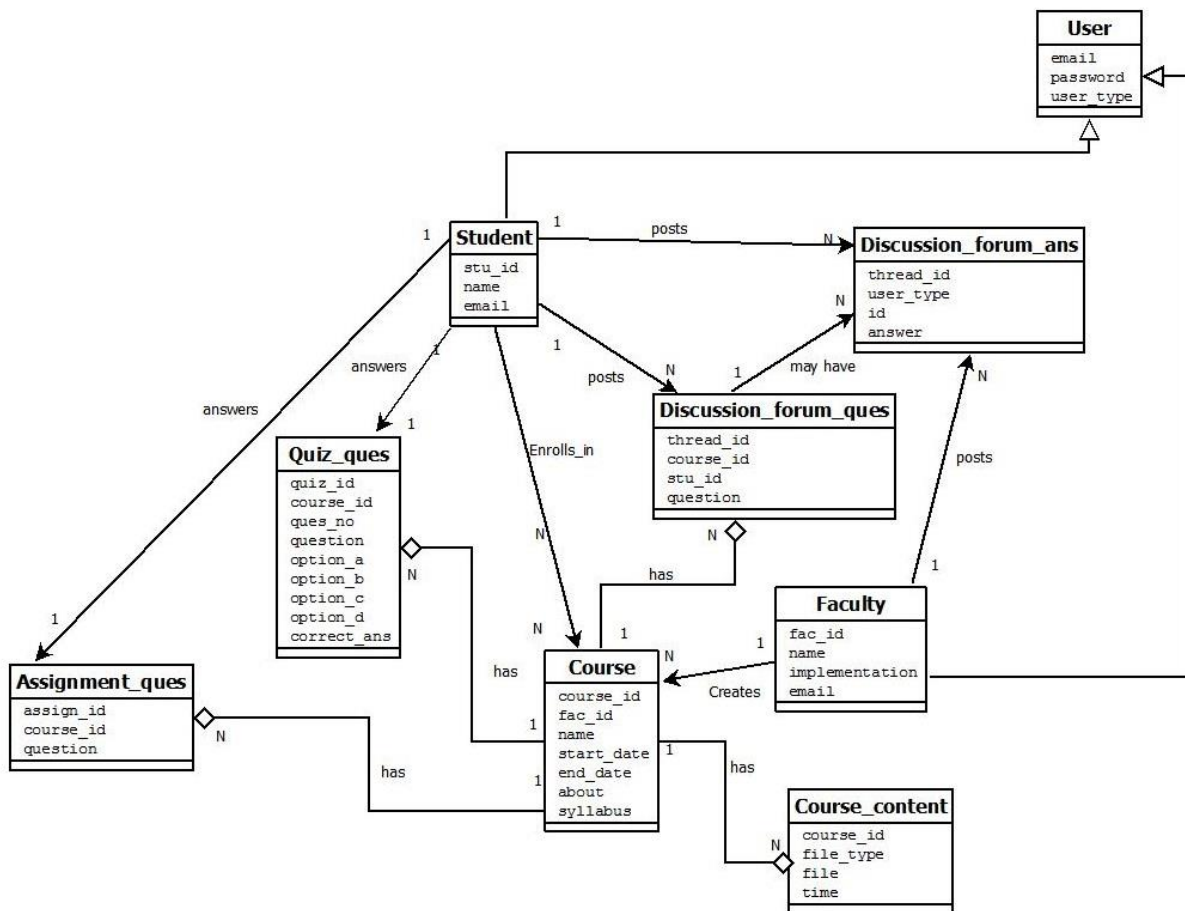 User
email
password
user_type
1
posts
N
1
Student
stu_id
name
email
Discussion_forum_ans
thread_id
user_type
id
answer
N
1
1
N
1
may have
answers
posts
N
answers
1
Discussion_forum_ques
thread_id
course_id
stu_id
question
Quiz_ques
quiz_id
course_id
ques_no
question
option_a
option_b
option_c
option_d
correct_ans
Enrolls_in
posts
N
N
N
has
1
Faculty
fac_id
name
implementation
email
1
N
1
N
1
Creates
Assignment_ques
assign_id
course_id
question
has
Course
course_id
fac_id
name
start_date
end_date
about
syllabus
N
1
1
has
1
has
Course_content
course_id
file_type
file
time
N